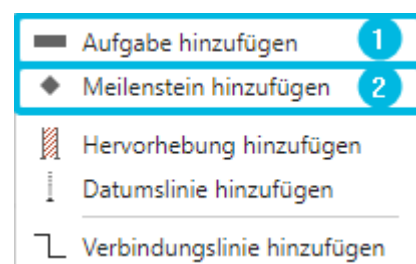 Aufgabe hinzufügen 1
Meilenstein hinzufügen 2
Hervorhebung hinzufügen
Datumslinie hinzufügen
Verbindungslinie hinzufügen